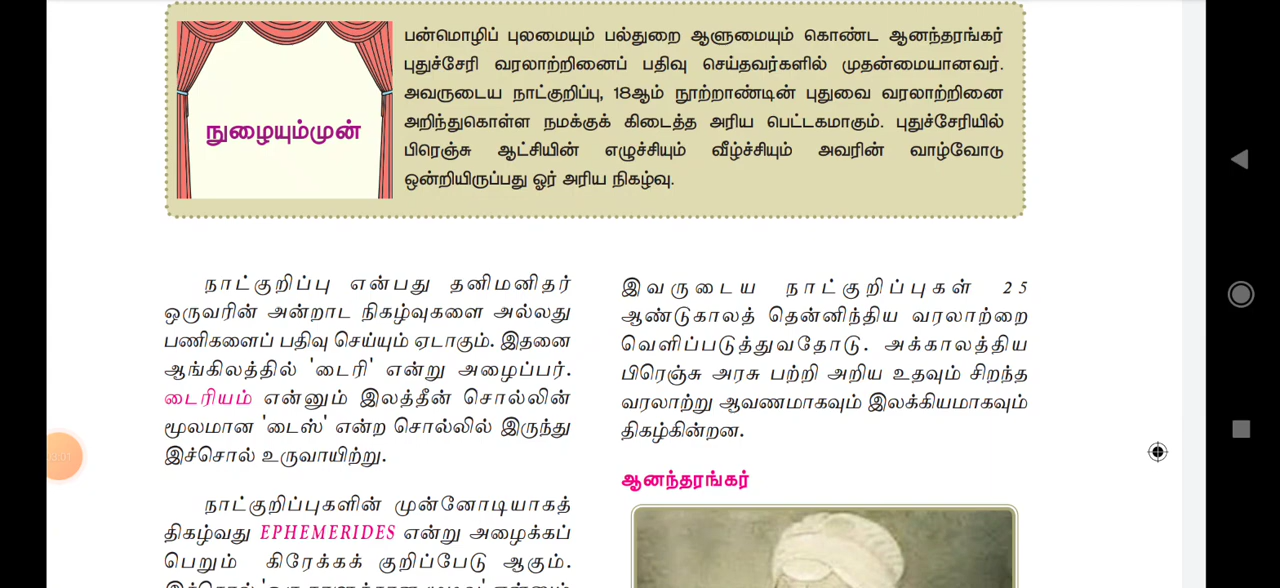 நுழையும்முன்
பன்மொழிப் புலமையும் பல்துறை ஆளுமையும் கொண்ட ஆனந்தரங்கர்
புதுச்சேரி வரலாற்றினைப் பதிவு செய்தவர்களில் முதன்மையானவர்.
அவருடைய நாட்குறிப்பு, 18ஆம் நூற்றாண்டின் புதுவை வரலாற்றினை
அறிந்துகொள்ள நமக்குக் கிடைத்த அரிய பெட்டகமாகும். புதுச்சேரியில்
பிரெஞ்சு ஆட்சியின் எழுச்சியும் வீழ்ச்சியும் அவரின் வாழ்வோடு
ஒன்றியிருப்பது ஓர் அரிய நிகழ்வு.
நாட்குறிப்பு என்பது தனிமனிதர்
ஒருவரின் அன்றாட நிகழ்வுகளை அல்லது
பணிகளைப் பதிவு செய்யும் ஏடாகும். இதனை
ஆங்கிலத்தில் 'டைரி' என்று அழைப்பர்.
டைரியம் என்னும் இலத்தீன் சொல்லின்
மூலமான 'டைஸ்' என்ற சொல்லில் இருந்து
இச்சொல் உருவாயிற்று.
நாட்குறிப்புகளின் முன்னோடியாகத்
திகழ்வது EPHEMERIDES என்று அழைக்கப்
பெறும் கிரேக்கக் குறிப்பேடு ஆகும்.
இவருடைய நாட்குறிப்புகள் 25
ஆண்டுகாலத் தென்னிந்திய வரலாற்றை
வெளிப்படுத்துவதோடு. அக்காலத்திய
பிரெஞ்சு அரசு பற்றி அறிய உதவும் சிறந்த
வரலாற்று ஆவணமாகவும் இலக்கியமாகவும்
திகழ்கின்றன.
ஆனந்தரங்கர்